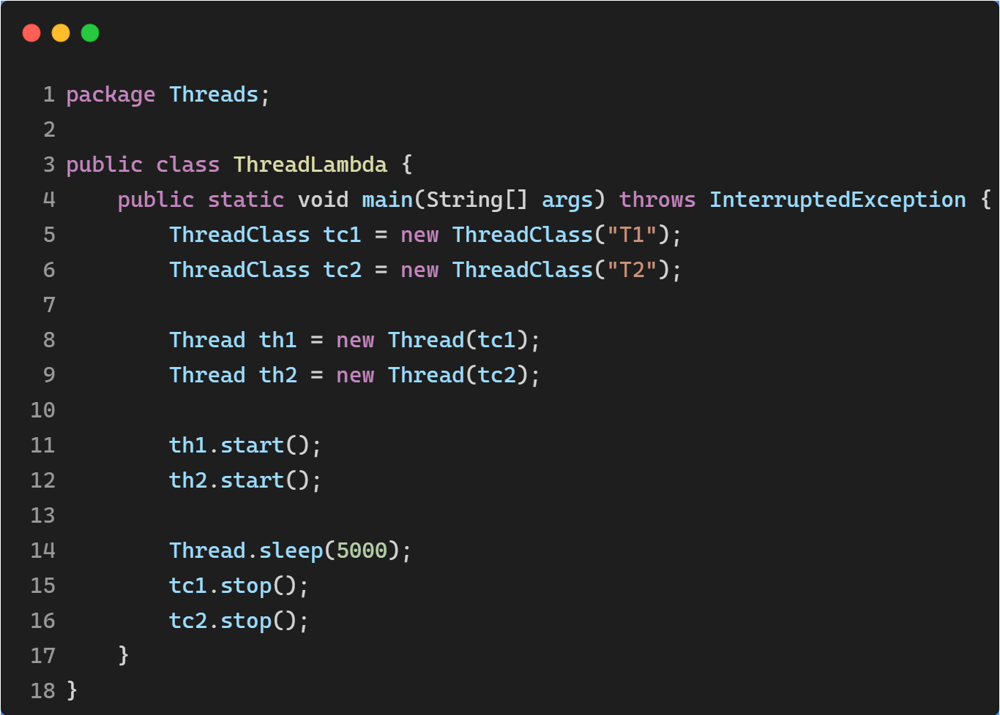 1 package Threads;
2
3 public class ThreadLambda {
4     public static void main(String[] args) throws InterruptedException {
5         ThreadClass tc1 = new ThreadClass("T1");
6         ThreadClass tc2 = new ThreadClass("T2");
7
8         Thread th1 = new Thread(tc1);
9         Thread th2 = new Thread(tc2);
10
11         th1.start();
12         th2.start();
13
14         Thread.sleep(5000);
15         tc1.stop();
16         tc2.stop();
17     }
18 }